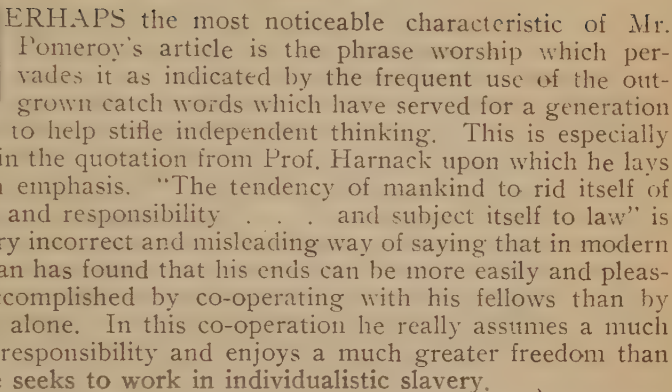 ERHAPS the most noticeable characteristic of Mr.
Pomeroy's article is the phrase worship which per-
vades it as indicated by the frequent use of the out-
grown catch words which have served for a generation
to help stifle independent thinking. This is especially
in the quotation from Prof. Harnack upon which he lays
emphasis. "The tendency of mankind to rid itself of
and responsibility . . . and subject itself to law" is
ry incorrect and misleading way of saying that in modern
an has found that his ends can be more easily and pleas-
ccomplished by co-operating with his fellows than by
alone. In this co-operation he really assumes a much
responsibility and enjoys a much greater freedom than
seeks to work in individualistic slavery.